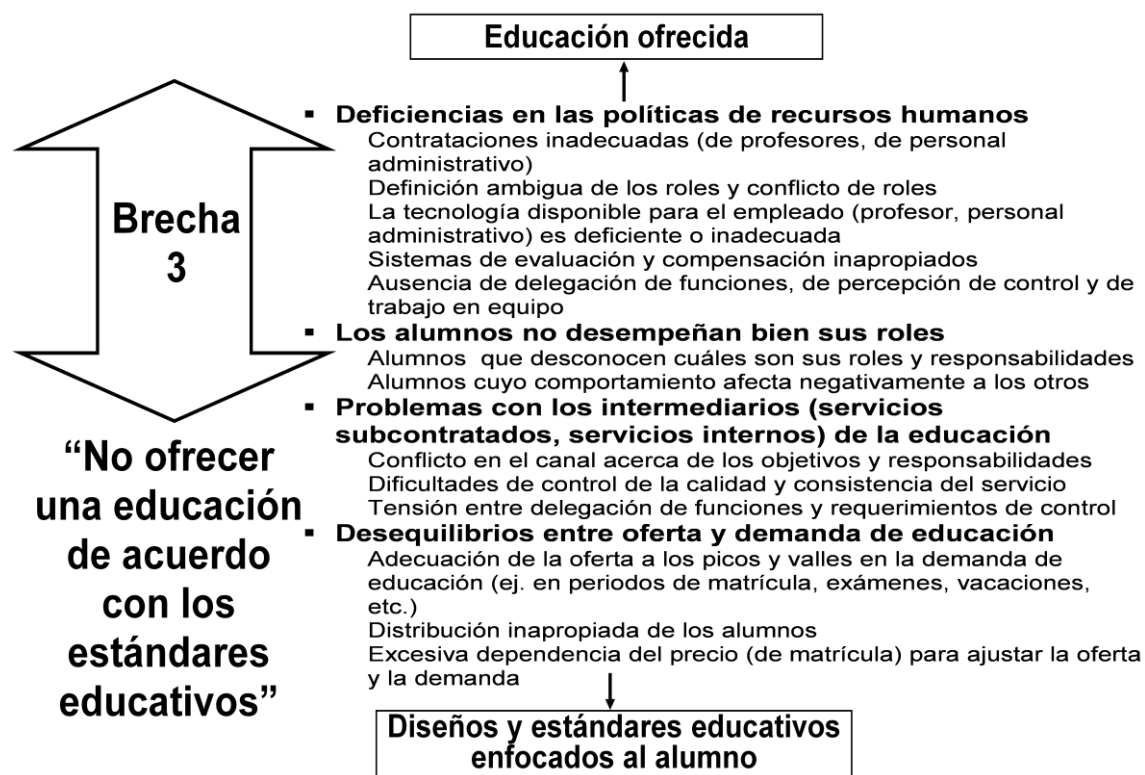 Educación ofrecida
Brecha
3
“No ofrecer
una educación
de acuerdo
con los
estándares
educativos”
▪ Deficiencias en las políticas de recursos humanos
Contrataciones inadecuadas (de profesores, de personal
administrativo)
Definición ambigua de los roles y conflicto de roles
La tecnología disponible para el empleado (profesor, personal
administrativo) es deficiente o inadecuada
Sistemas de evaluación y compensación inapropiados
Ausencia de delegación de funciones, de percepción de control y de
trabajo en equipo
▪ Los alumnos no desempeñan bien sus roles
Alumnos que desconocen cuáles son sus roles y responsabilidades
Alumnos cuyo comportamiento afecta negativamente a los otros
▪ Problemas con los intermediarios (servicios
subcontratados, servicios internos) de la educación
Conflicto en el canal acerca de los objetivos y responsabilidades
Dificultades de control de la calidad y consistencia del servicio
Tensión entre delegación de funciones y requerimientos de control
▪ Desequilibrios entre oferta y demanda de educación
Adecuación de la oferta a los picos y valles en la demanda de
educación (ej. en periodos de matrícula, exámenes, vacaciones,
etc.)
Distribución inapropiada de los alumnos
Excesiva dependencia del precio (de matrícula) para ajustar la oferta
y la demanda
Diseños y estándares educativos
enfocados al alumno